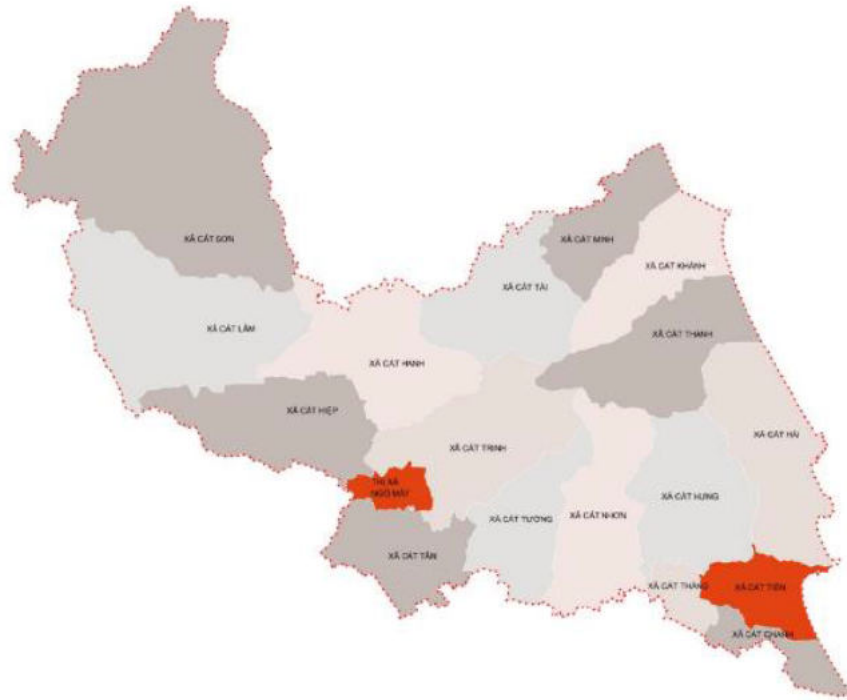 XÃ CÁT SƠN
XÃ CÁT MINH
XÃ CÁT KHÁNH
XÃ CÁT TÀI
XÃ CÁT LÂM
XÃ CÁT THANH
XÃ CÁT HANH
XÃ CÁT HIỆP
XÃ CÁT HẢI
XÃ CÁT TRINH
THỊ XÃ
NGÔ MÂY
XÃ CÁT HƯNG
XÃ CÁT TƯỜNG
XÃ CÁT NHƠN
XÃ CÁT TÂN
XÃ CÁT THẮNG
XÃ CÁT TIẾN
XÃ CÁT CHÁNH